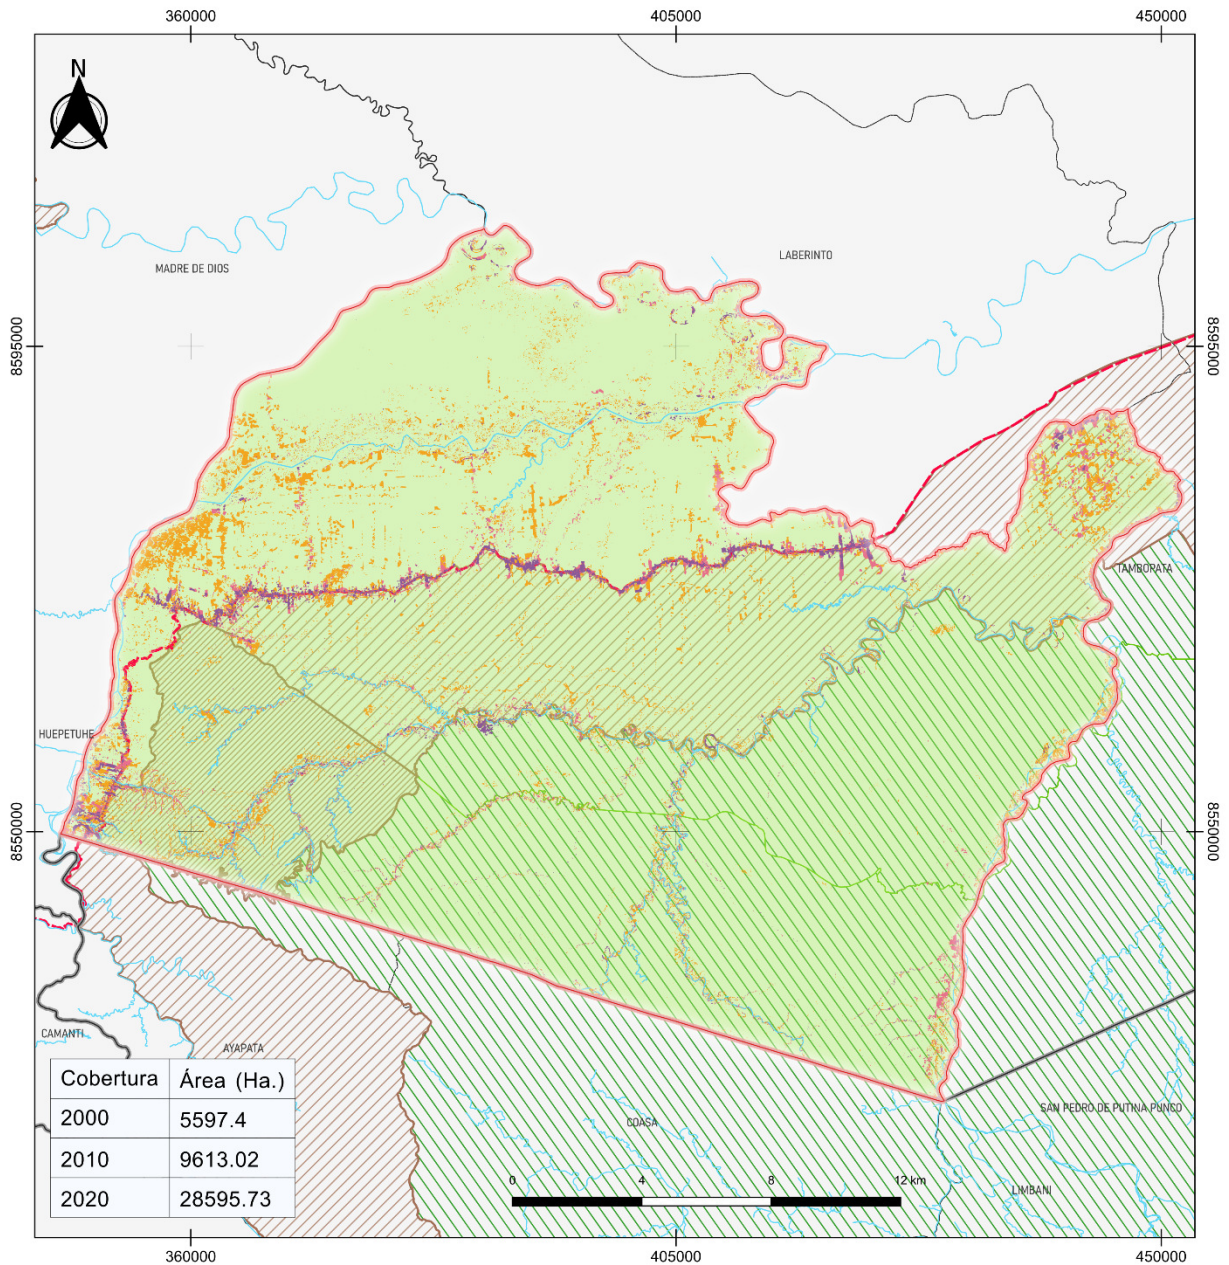 360000 405000 450000
N
LABERINTO
MADRE DE DIOS
8595000 8595000
TAMBORATA
HUEPETUHE
8550000 8550000
CAMANTI
AYAPATA
SAN PEDRO DE PUTINA PUNCO
COASA
LIMBANI
Cobertura Área (Ha.)
2000 5597.4
2010 9613.02
2020 28595.73
0 4 8 12 km
360000 405000 450000